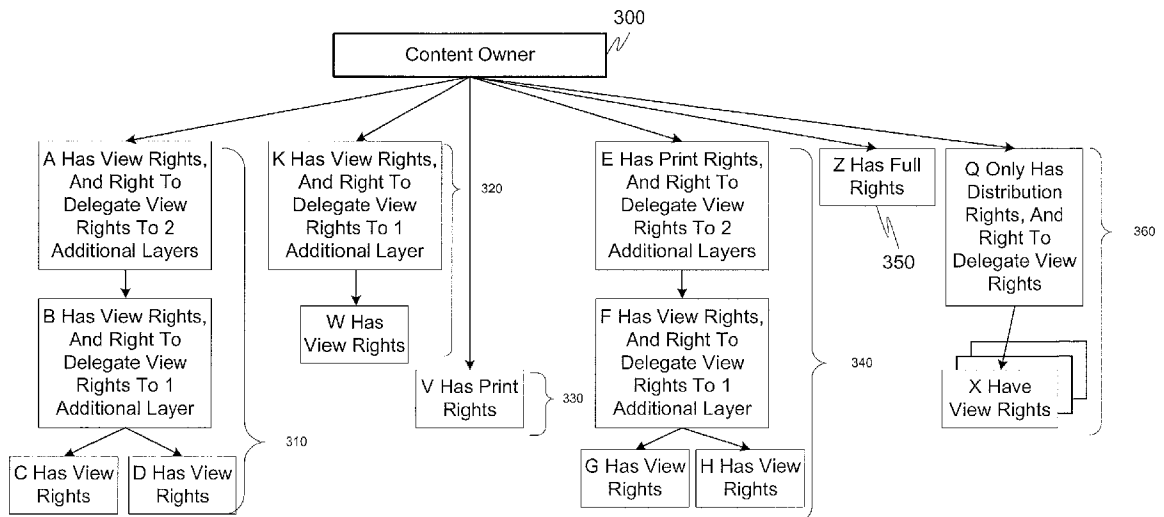 300
Content Owner
A Has View Rights,
And Right To
Delegate View
Rights To 2
Additional Layers
K Has View Rights,
And Right To
Delegate View
Rights To 1
Additional Layer
320
E Has Print Rights,
And Right To
Delegate View
Rights To 2
Additional Layers
Z Has Full
Rights
350
Q Only Has
Distribution
Rights, And
Right To
Delegate View
Rights
360
B Has View Rights,
And Right To
Delegate View
Rights To 1
Additional Layer
W Has
View Rights
V Has Print
Rights
330
F Has View Rights,
And Right To
Delegate View
Rights To 1
Additional Layer
340
X Have
View Rights
310
C Has View
Rights
D Has View
Rights
G Has View
Rights
H Has View
Rights